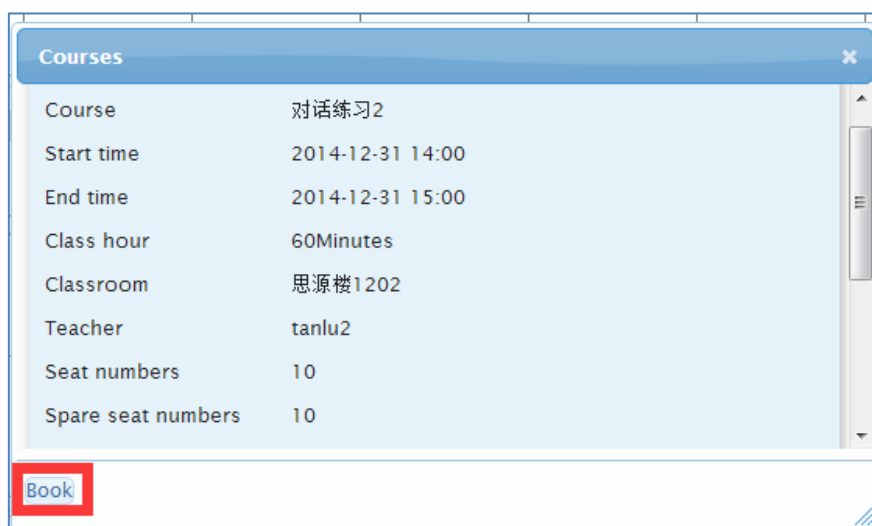 Courses
Course 对话练习2
Start time 2014-12-31 14:00
End time 2014-12-31 15:00
Class hour 60Minutes
Classroom 思源楼1202
Teacher tanlu2
Seat numbers 10
Spare seat numbers 10
Book